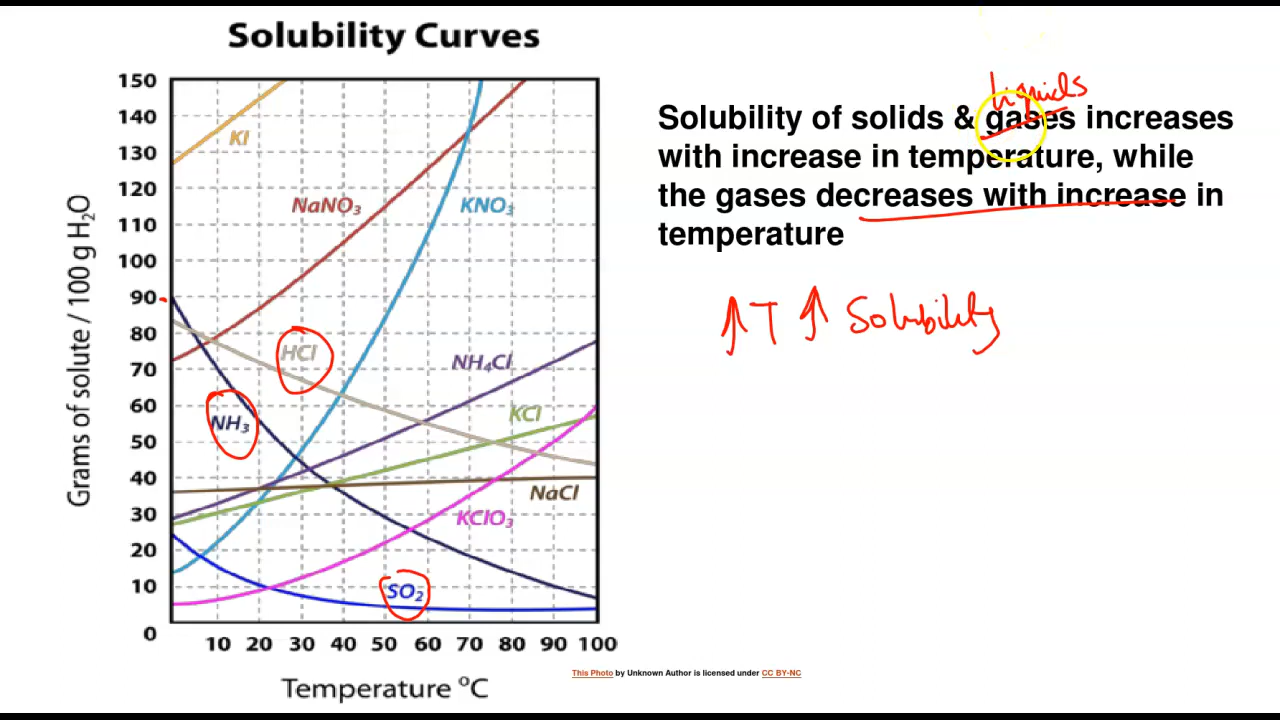 Solubility Curves
Grams of solute / 100 g H₂O
150
140
130
120
110
100
90
80
70
60
50
40
30
20
10
0
KI
NaNO₃
KNO₃
HCl
NH₄Cl
NH₃
KCl
NaCl
KClO₃
SO₂
10 20 30 40 50 60 70 80 90 100
Temperature ºC
liquids
Solubility of solids & gases increases
with increase in temperature, while
the gases decreases with increase in
temperature
↑ T ↑ Solubility
This Photo by Unknown Author is licensed under CC BY-NC